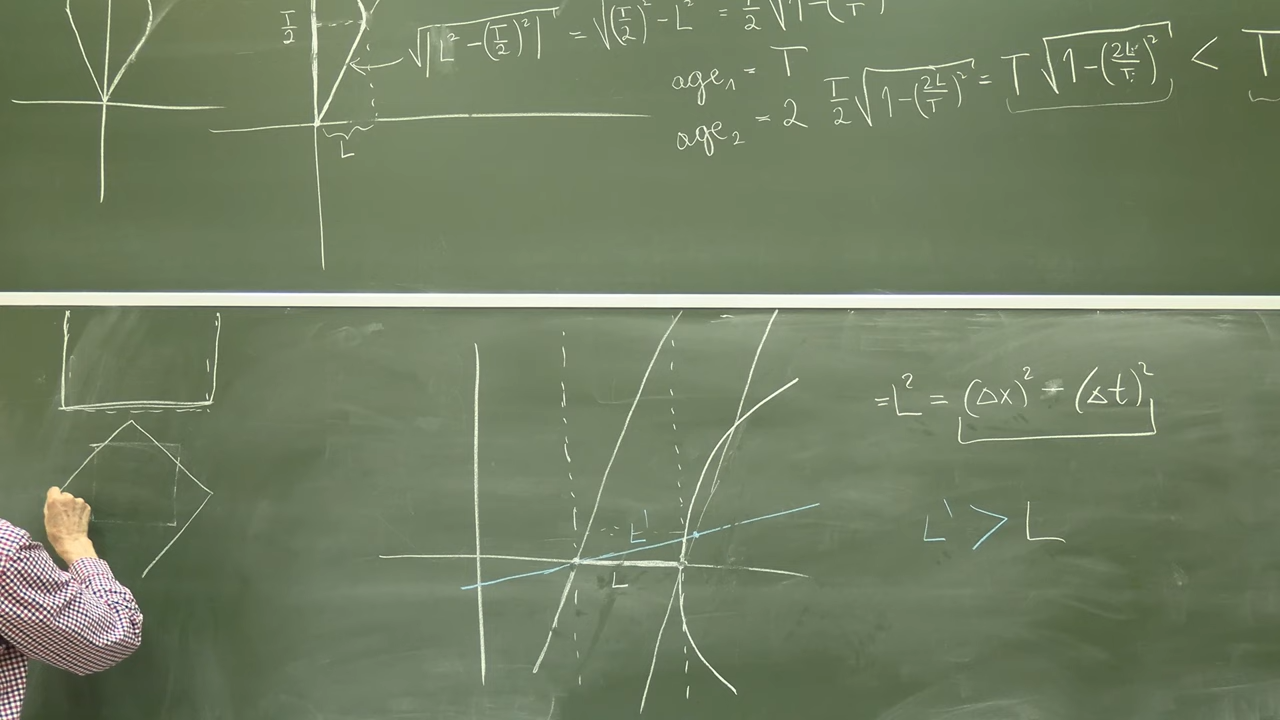 T/2
√|L² − (T/2)²| = √(T/2)² − L² = T/2 √1 − (
age₁ = T
age₂ = 2 T/2 √1 − (2L/T)² = T √1 − (2L/T)² < T
L
= L² = (Δx)² − (Δt)²
L' > L
L'
L